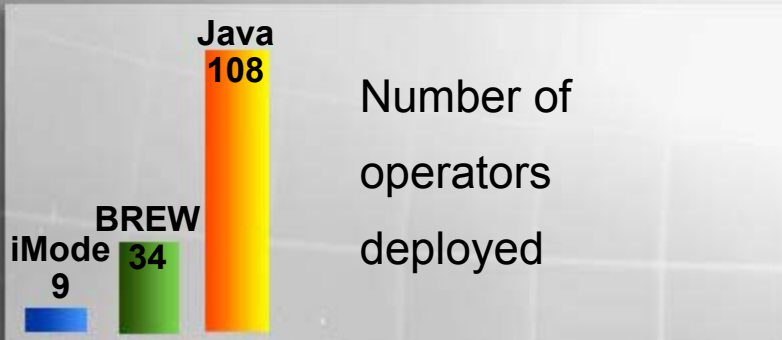 Java
108
BREW
34
iMode
9
Number of
operators
deployed